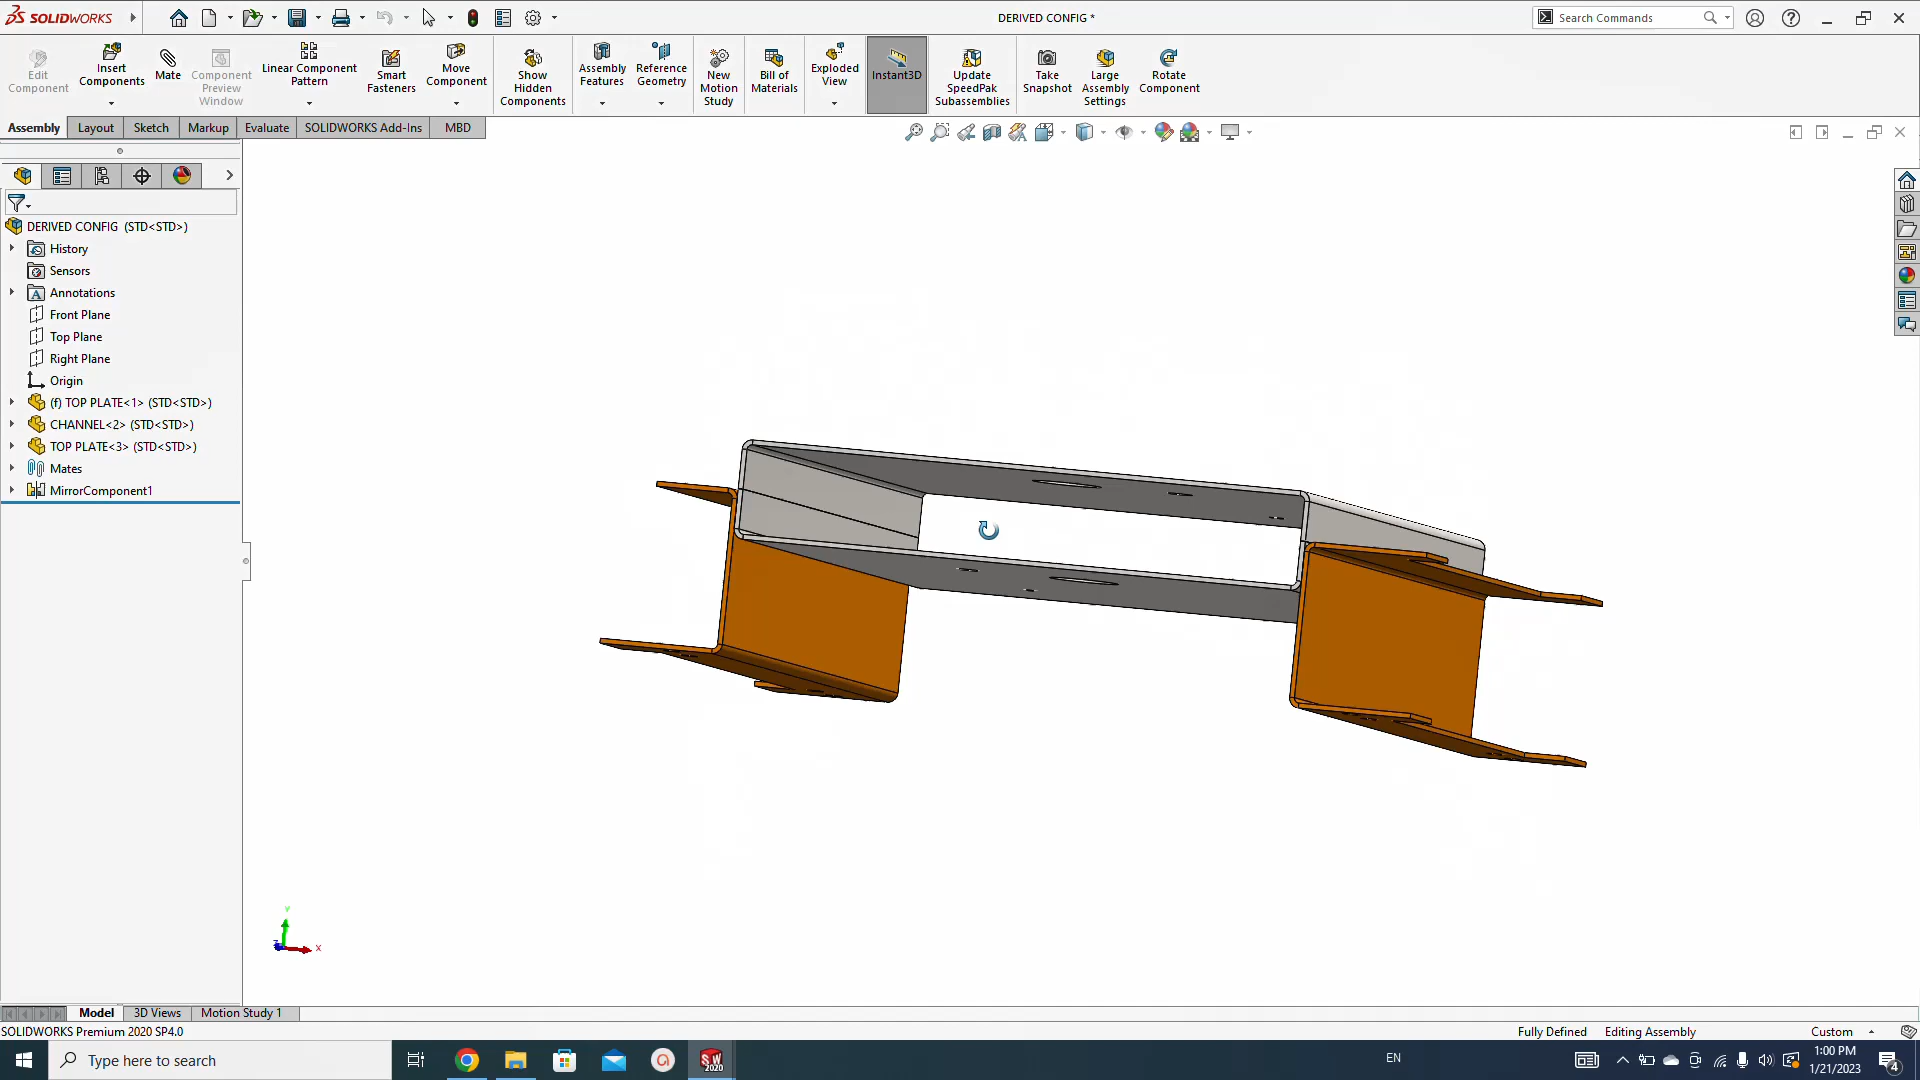 SOLIDWORKS
DERIVED CONFIG *
Search Commands
Edit
Component
Insert
Components
Mate
Component
Preview
Window
Linear Component
Pattern
Smart
Fasteners
Move
Component
Show
Hidden
Components
Assembly
Features
Reference
Geometry
New
Motion
Study
Bill of
Materials
Exploded
View
Instant3D
Update
SpeedPak
Subassemblies
Take
Snapshot
Large
Assembly
Settings
Rotate
Component
Assembly
Layout
Sketch
Markup
Evaluate
SOLIDWORKS Add-Ins
MBD
DERIVED CONFIG (STD<STD>)
History
Sensors
Annotations
Front Plane
Top Plane
Right Plane
Origin
(f) TOP PLATE<1> (STD<STD>)
CHANNEL<2> (STD<STD>)
TOP PLATE<3> (STD<STD>)
Mates
MirrorComponent1
Y
X
Z
Model
3D Views
Motion Study 1
SOLIDWORKS Premium 2020 SP4.0
Fully Defined
Editing Assembly
Custom
Type here to search
SW
2020
EN
1:00 PM
1/21/2023
4